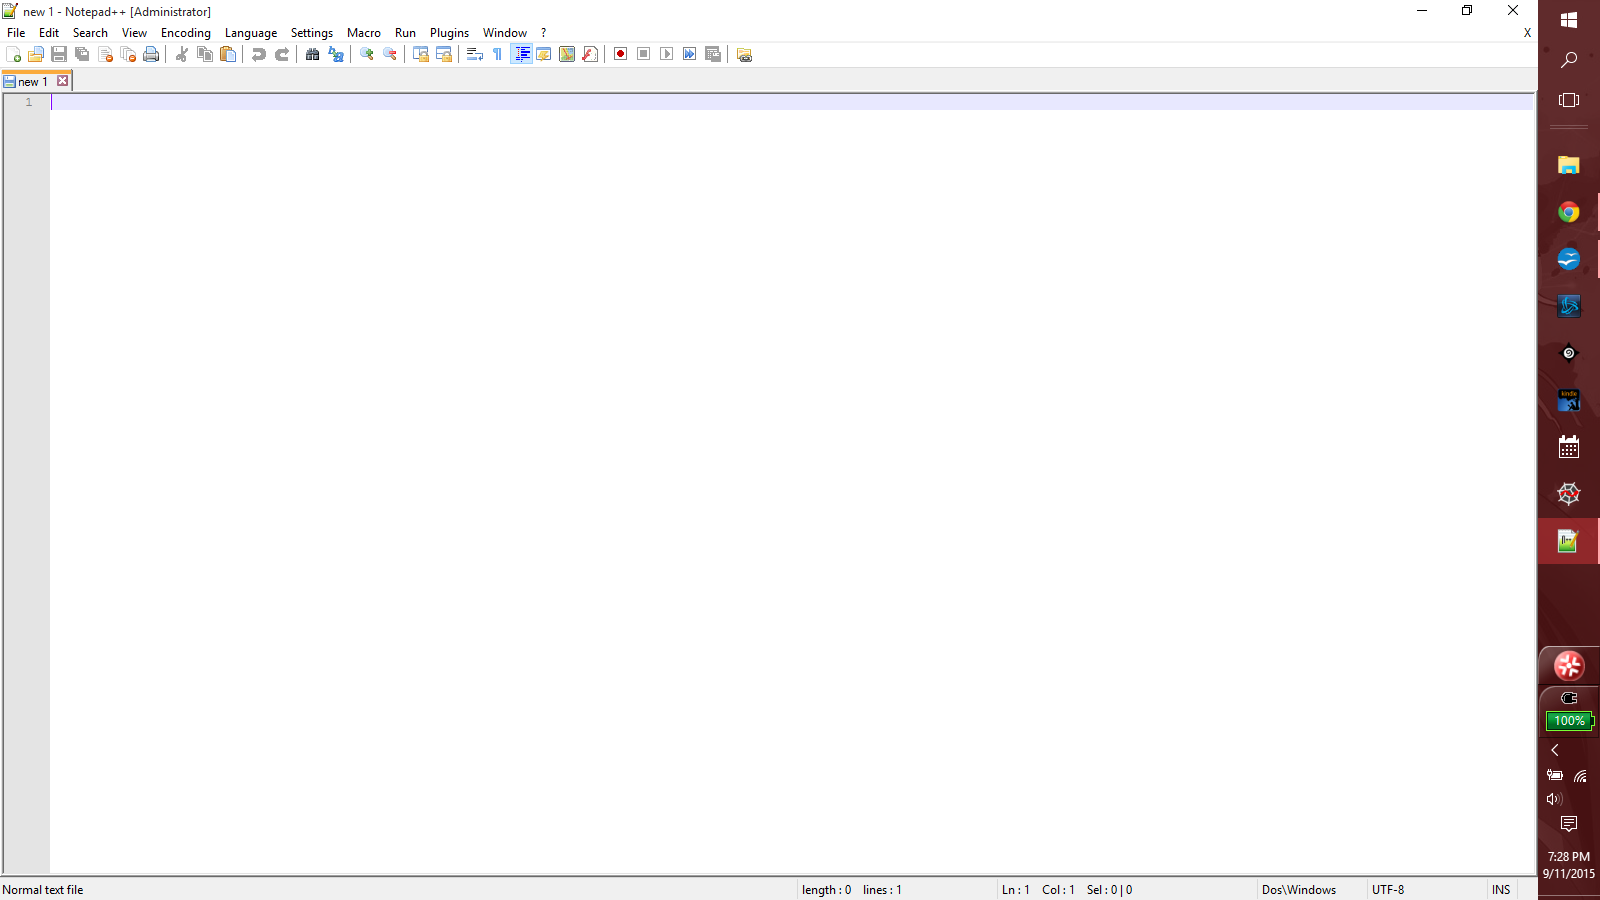 new 1 - Notepad++ [Administrator]
File Edit Search View Encoding Language Settings Macro Run Plugins Window ? X
new 1
1
kindle
100%
7:28 PM
9/11/2015
Normal text file length : 0 lines : 1 Ln : 1 Col : 1 Sel : 0 | 0 Dos\Windows UTF-8 INS